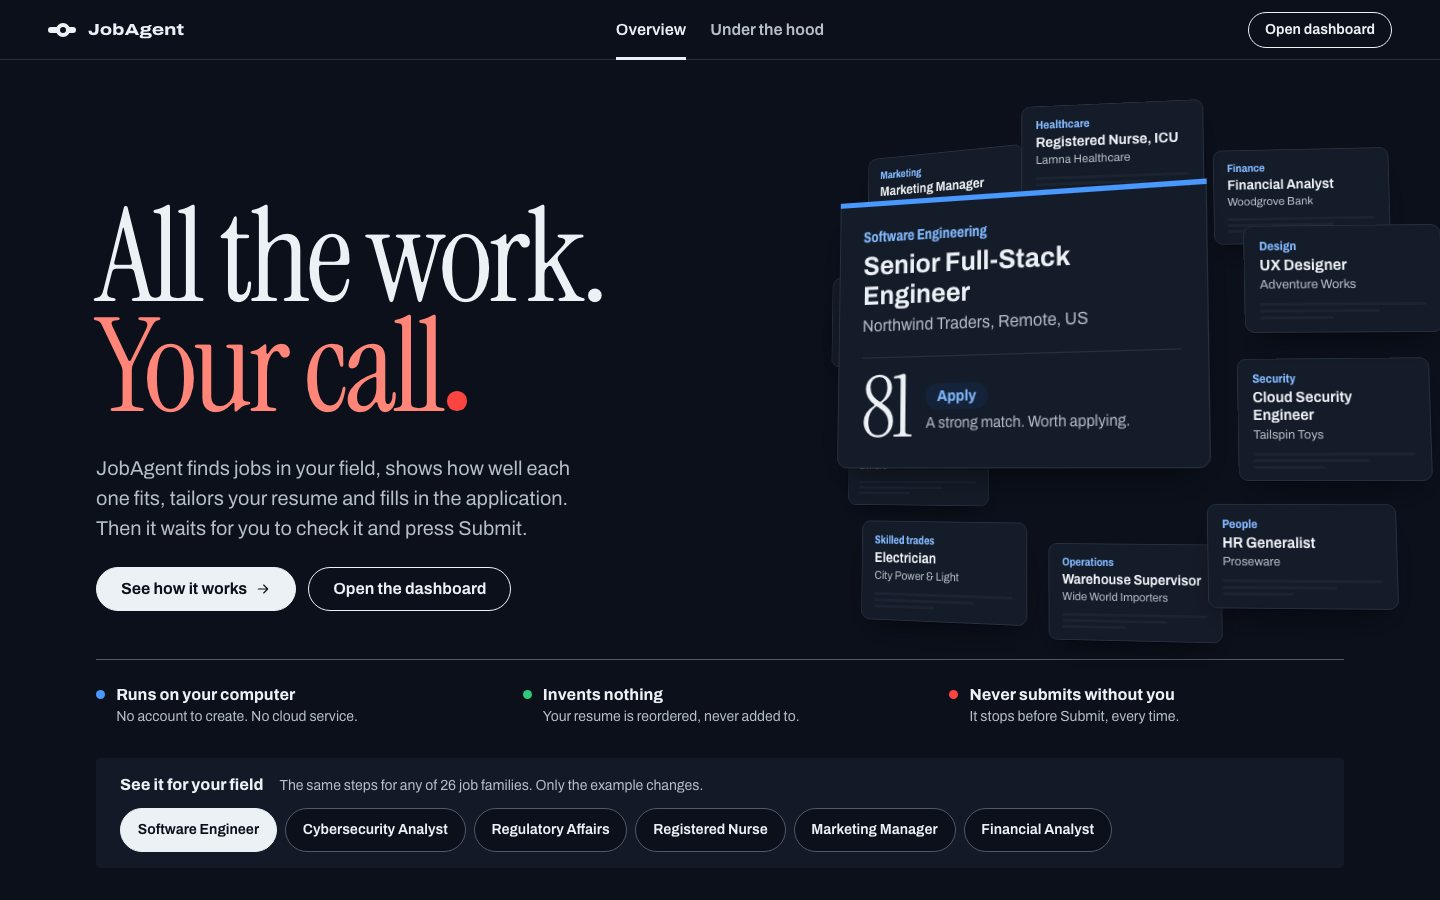 JobAgent
Overview
Under the hood
Open dashboard
All the work.
Your call.
JobAgent finds jobs in your field, shows how well each
one fits, tailors your resume and fills in the application.
Then it waits for you to check it and press Submit.
See how it works →
Open the dashboard
Marketing
Marketing Manager
Healthcare
Registered Nurse, ICU
Lamna Healthcare
Finance
Financial Analyst
Woodgrove Bank
Software Engineering
Senior Full-Stack
Engineer
Northwind Traders, Remote, US
81
Apply
A strong match. Worth applying.
Design
UX Designer
Adventure Works
Security
Cloud Security
Engineer
Tailspin Toys
Skilled trades
Electrician
City Power & Light
Operations
Warehouse Supervisor
Wide World Importers
People
HR Generalist
Proseware
Runs on your computer
No account to create. No cloud service.
Invents nothing
Your resume is reordered, never added to.
Never submits without you
It stops before Submit, every time.
See it for your field
The same steps for any of 26 job families. Only the example changes.
Software Engineer
Cybersecurity Analyst
Regulatory Affairs
Registered Nurse
Marketing Manager
Financial Analyst